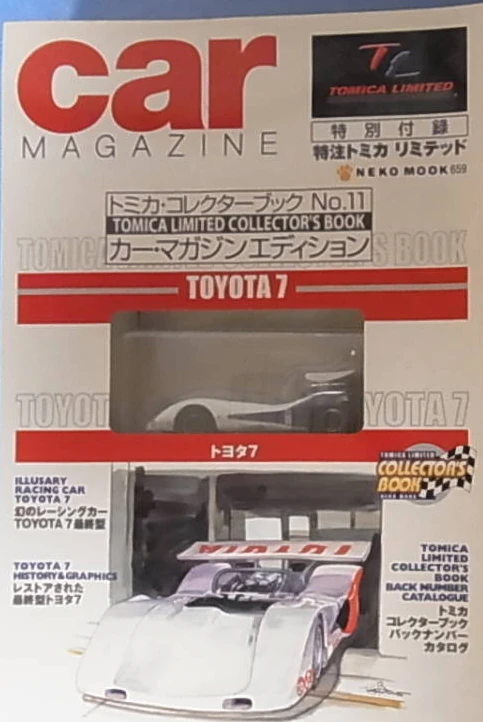 car
MAGAZINE
TL
TOMICA LIMITED
特別付録
特注トミカ リミテッド
NEKO MOOK 659
トミカ・コレクターブック No.11
TOMICA LIMITED COLLECTOR'S BOOK
カー・マガジンエディション
TOYOTA 7
トヨタ7
TOMICA LIMITED
COLLECTOR'S
BOOK
NEKO MOOK
ILLUSARY
RACING CAR
TOYOTA 7
幻のレーシングカー
TOYOTA 7最終型
TOYOTA 7
HISTORY & GRAPHICS
レストアされた
最終型トヨタ7
TOMICA
LIMITED
COLLECTOR'S
BOOK
BACK NUMBER
CATALOGUE
トミカ
コレクターブック
バックナンバー
カタログ